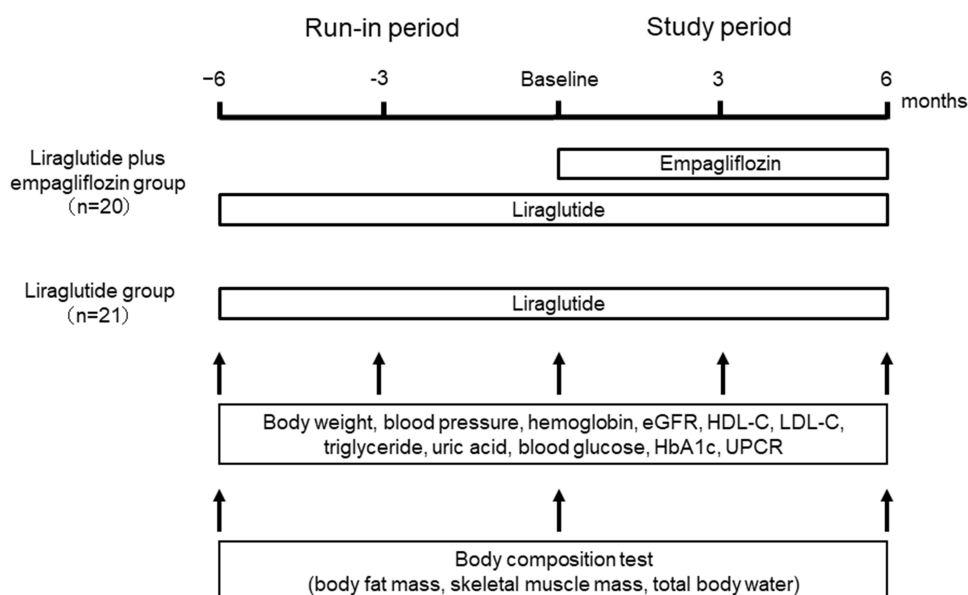 Run-in period
Study period
−6
-3
Baseline
3
6
months
Liraglutide plus
empagliflozin group
（n=20）
Empagliflozin
Liraglutide
Liraglutide group
（n=21）
Liraglutide
Body weight, blood pressure, hemoglobin, eGFR, HDL-C, LDL-C,
triglyceride, uric acid, blood glucose, HbA1c, UPCR
Body composition test
(body fat mass, skeletal muscle mass, total body water)